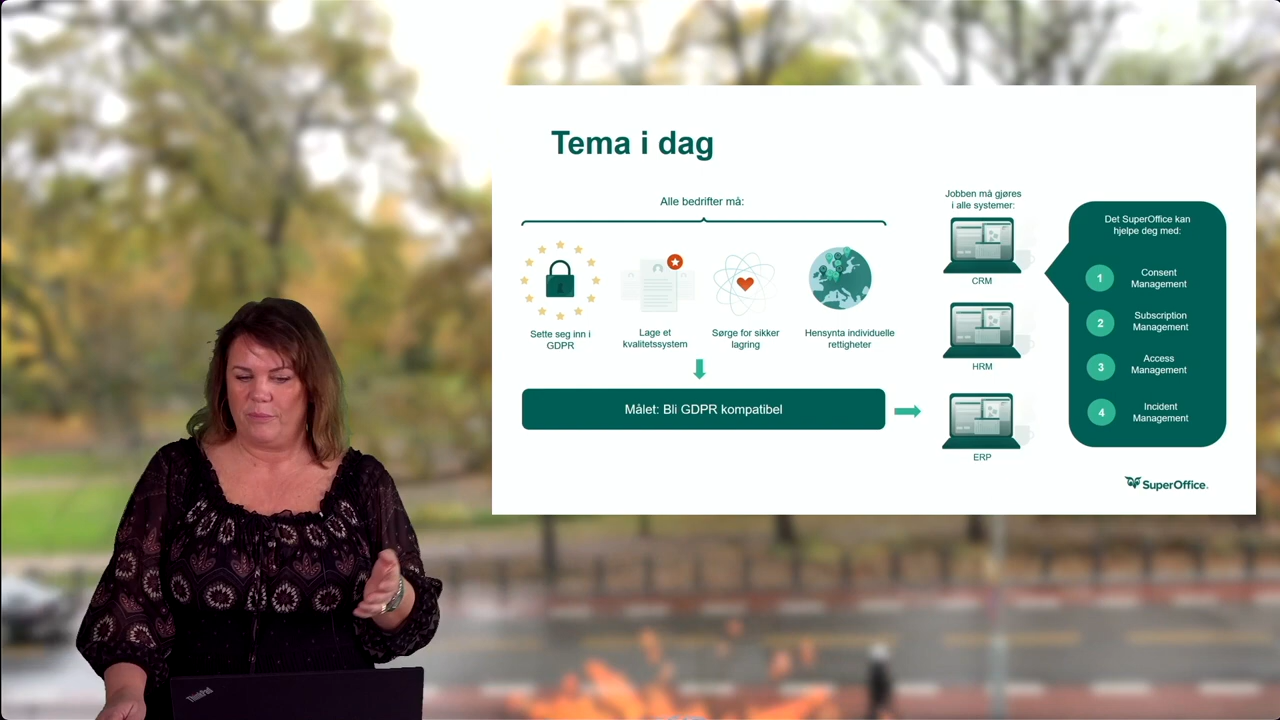 Tema i dag
Alle bedrifter må:
Sette seg inn i
GDPR
Lage et
kvalitetssystem
Sørge for sikker
lagring
Hensynta individuelle
rettigheter
Målet: Bli GDPR kompatibel
Jobben må gjøres
i alle systemer:
CRM
HRM
ERP
Det SuperOffice kan
hjelpe deg med:
1
Consent
Management
2
Subscription
Management
3
Access
Management
4
Incident
Management
SuperOffice
ThinkPad